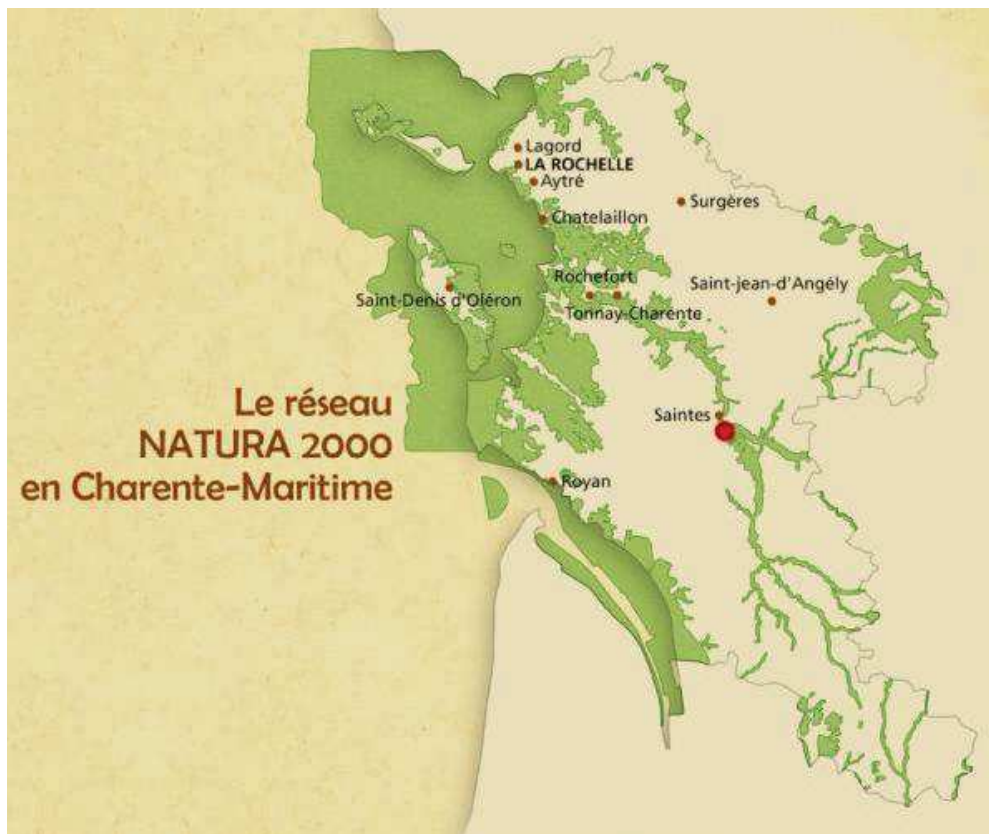 Lagord
LA ROCHELLE
Aytré
Surgères
Chatelaillon
Rochefort
Saint-jean-d'Angély
Saint-Denis d'Oléron
Tonnay-Charente
Le réseau
NATURA 2000
en Charente-Maritime
Saintes
Royan